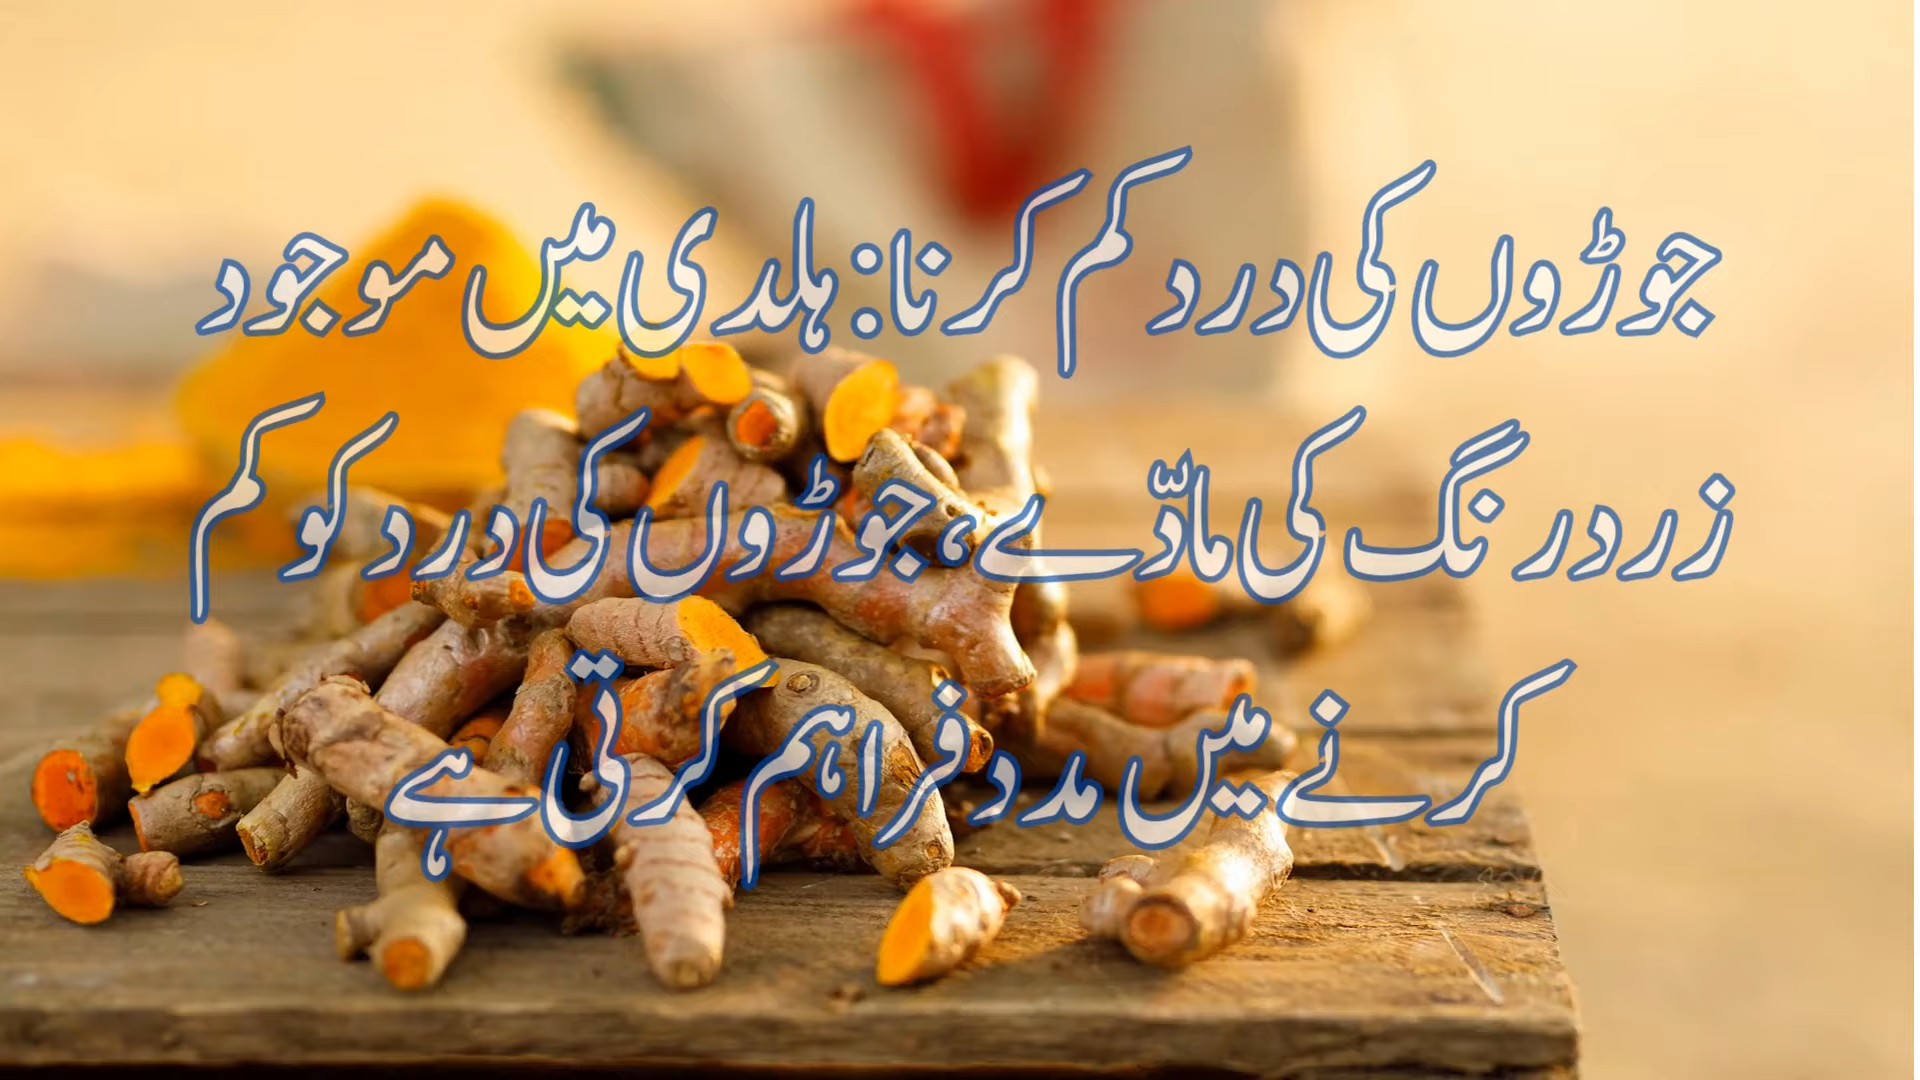 جوڑوں کی درد کم کرنا: ہلدی میں موجود
زرد رنگ کی مادّے، جوڑوں کی درد کو کم
کرنے میں مدد فراہم کرتی ہے